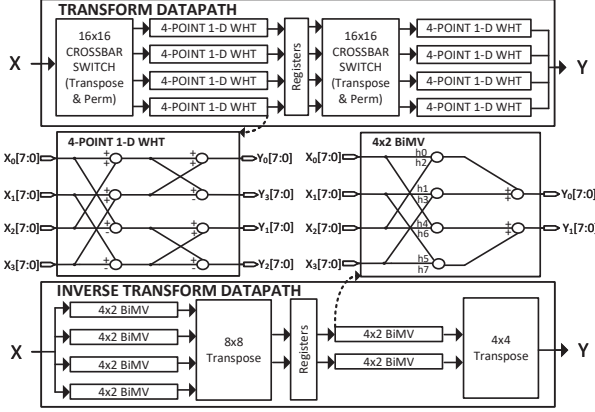 TRANSFORM DATAPATH
X
16x16
CROSSBAR
SWITCH
(Transpose
& Perm)
4-POINT 1-D WHT
4-POINT 1-D WHT
4-POINT 1-D WHT
4-POINT 1-D WHT
Registers
16x16
CROSSBAR
SWITCH
(Transpose
& Perm)
4-POINT 1-D WHT
4-POINT 1-D WHT
4-POINT 1-D WHT
4-POINT 1-D WHT
Y
4-POINT 1-D WHT
X₀[7:0]
X₁[7:0]
X₂[7:0]
X₃[7:0]
+
+
+
+
+
-
+
-
+
+
+
-
+
+
+
-
Y₀[7:0]
Y₃[7:0]
Y₁[7:0]
Y₂[7:0]
4x2 BiMV
X₀[7:0]
X₁[7:0]
X₂[7:0]
X₃[7:0]
h0
h2
h1
h3
h4
h6
h5
h7
+
+
+
+
Y₀[7:0]
Y₁[7:0]
INVERSE TRANSFORM DATAPATH
X
4x2 BiMV
4x2 BiMV
4x2 BiMV
4x2 BiMV
8x8
Transpose
Registers
4x2 BiMV
4x2 BiMV
4x4
Transpose
Y